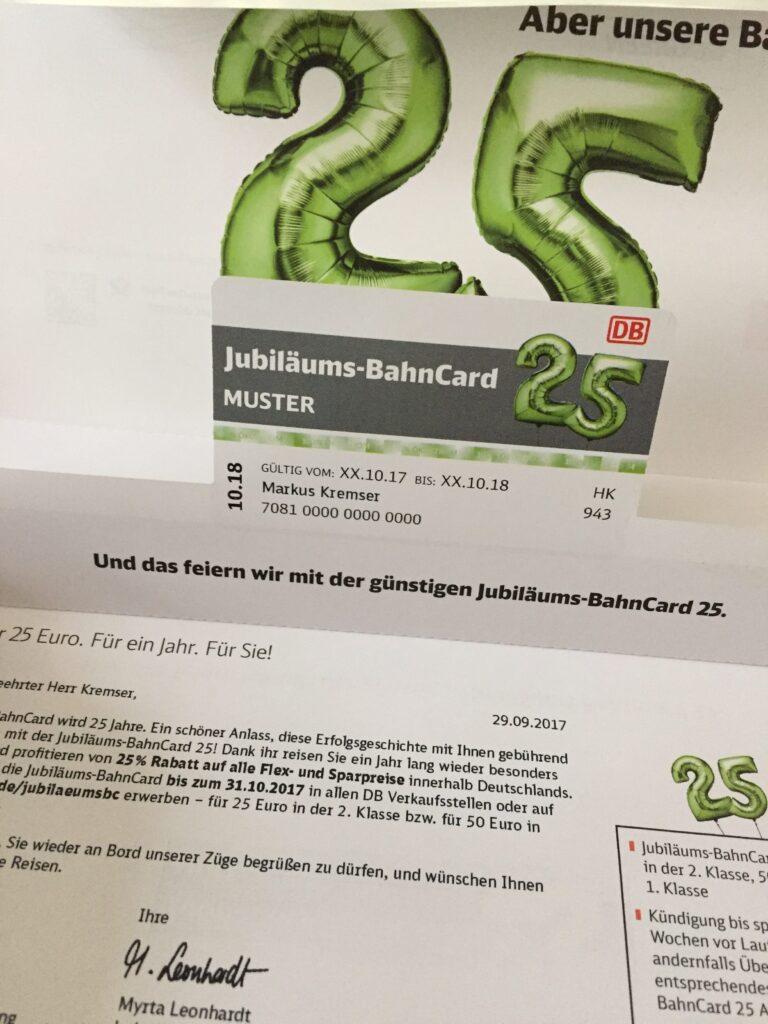 Aber unsere
25
DB
Jubiläums-BahnCard 25
MUSTER
10.18
GÜLTIG VOM: XX.10.17 BIS: XX.10.18
Markus Kremser HK
7081 0000 0000 0000 943
Und das feiern wir mit der günstigen Jubiläums-BahnCard 25.
25 Euro. Für ein Jahr. Für Sie!
Herr Kremser,
29.09.2017
wird 25 Jahre. Ein schöner Anlass, diese Erfolgsgeschichte mit Ihnen gebührend
mit der Jubiläums-BahnCard 25! Dank ihr reisen Sie ein Jahr lang wieder besonders
profitieren von 25% Rabatt auf alle Flex- und Sparpreise innerhalb Deutschlands.
die Jubiläums-BahnCard bis zum 31.10.2017 in allen DB Verkaufsstellen oder auf
de/jubilaeumsbc erwerben – für 25 Euro in der 2. Klasse bzw. für 50 Euro in
Sie wieder an Bord unserer Züge begrüßen zu dürfen, und wünschen Ihnen
Reisen.
Ihre
M. Leonhardt
Myrta Leonhardt
25
Jubiläums-BahnCar
in der 2. Klasse,
1. Klasse
Kündigung bis
Wochen vor
andernfalls
entsprechendes
BahnCard 25